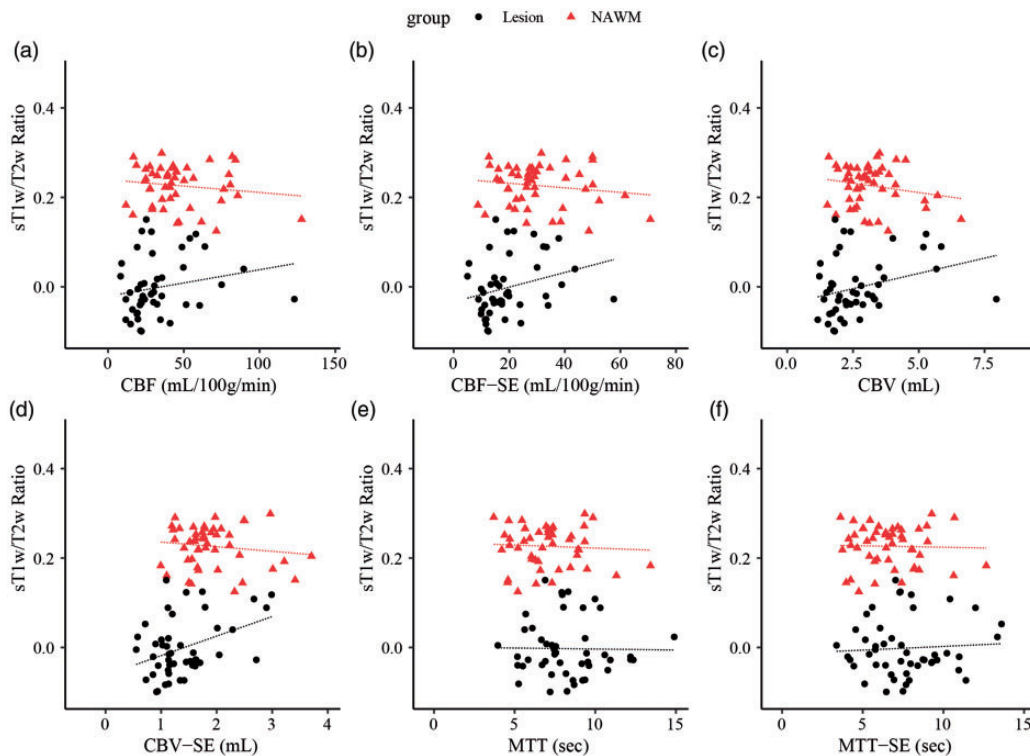 group ● Lesion ▲ NAWM
(a)
(b)
(c)
sT1w/T2w Ratio
0.4
0.2
0.0
0 50 100 150
CBF (mL/100g/min)
sT1w/T2w Ratio
0.4
0.2
0.0
0 20 40 60 80
CBF−SE (mL/100g/min)
sT1w/T2w Ratio
0.4
0.2
0.0
0.0 2.5 5.0 7.5
CBV (mL)
(d)
(e)
(f)
sT1w/T2w Ratio
0.4
0.2
0.0
0 1 2 3 4
CBV−SE (mL)
sT1w/T2w Ratio
0.4
0.2
0.0
0 5 10 15
MTT (sec)
sT1w/T2w Ratio
0.4
0.2
0.0
0 5 10 15
MTT−SE (sec)